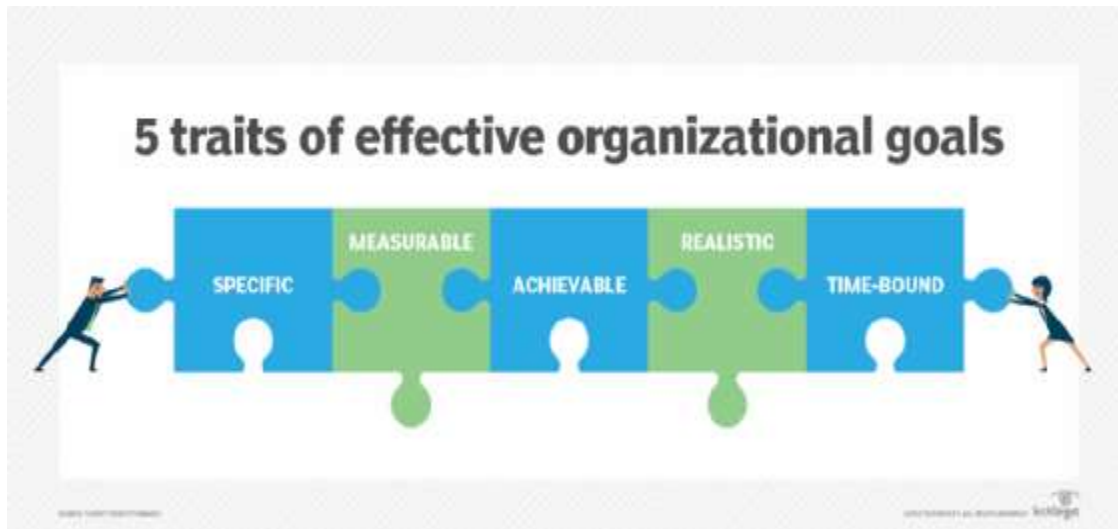 5 traits of effective organizational goals
SPECIFIC
MEASURABLE
ACHIEVABLE
REALISTIC
TIME-BOUND